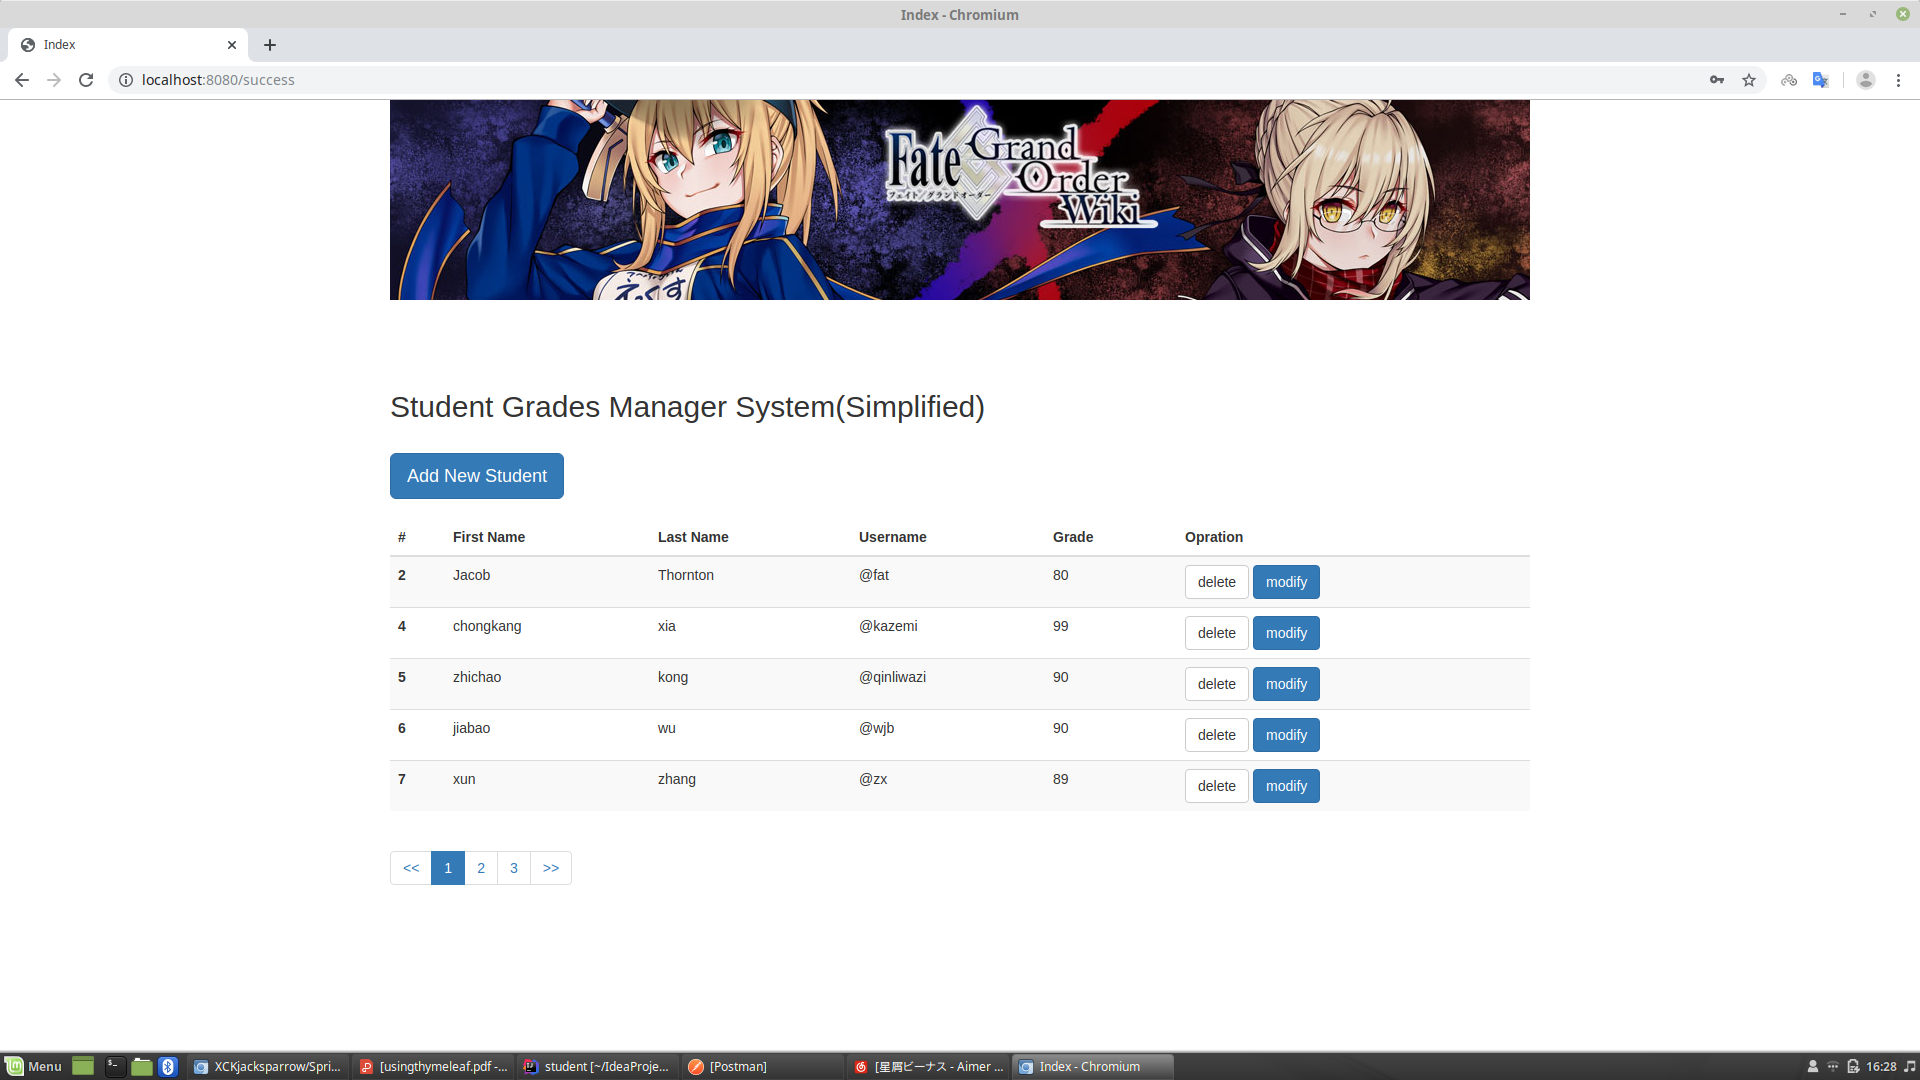 Index - Chromium
Index
localhost:8080/success
Fate Grand Order Wiki
フェイト/グランドオーダー
えっくす
Student Grades Manager System(Simplified)
Add New Student
# First Name Last Name Username Grade Opration
2 Jacob Thornton @fat 80 delete modify
4 chongkang xia @kazemi 99 delete modify
5 zhichao kong @qinliwazi 90 delete modify
6 jiabao wu @wjb 90 delete modify
7 xun zhang @zx 89 delete modify
<< 1 2 3 >>
Menu XCKjacksparrow/Spri... [usingthymeleaf.pdf -... student [~/IdeaProje... [Postman] [星屑ビーナス - Aimer ... Index - Chromium 16:28